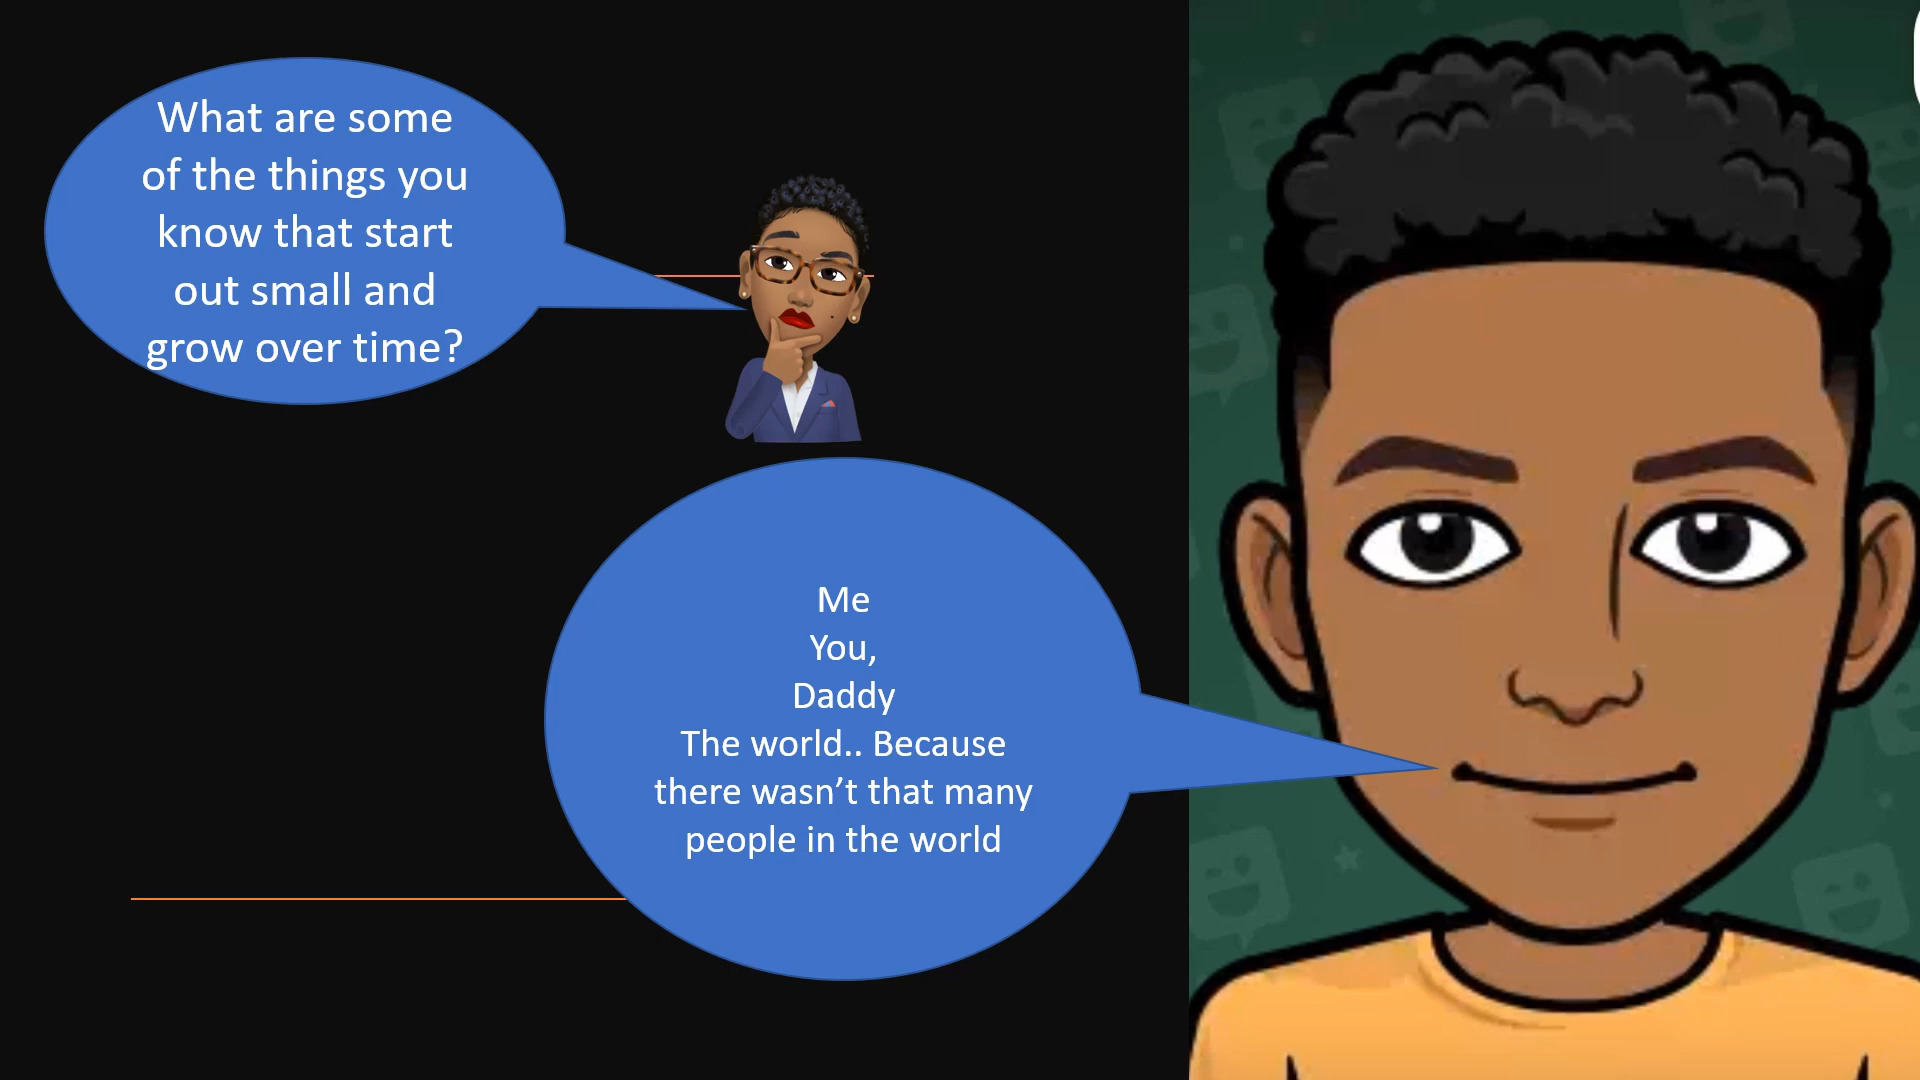 What are some
of the things you
know that start
out small and
grow over time?
Me
You,
Daddy
The world.. Because
there wasn’t that many
people in the world